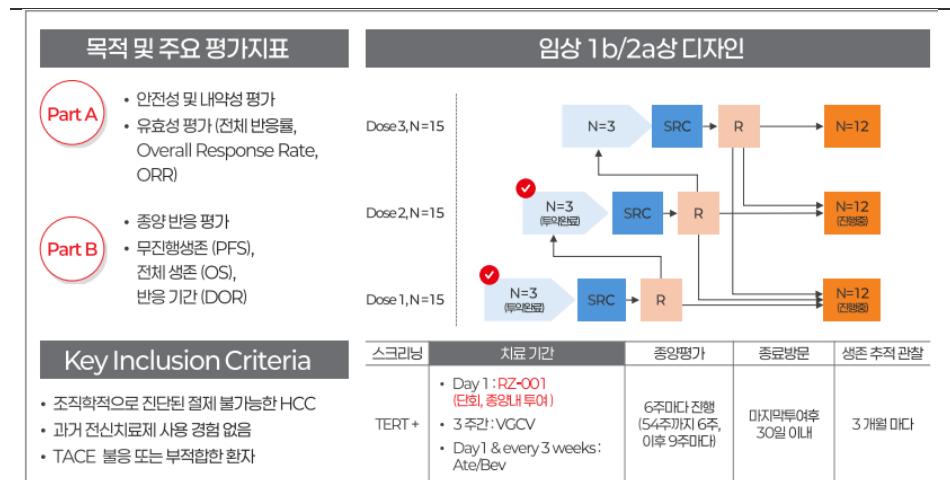 목적 및 주요 평가지표
Part A
• 안전성 및 내약성 평가
• 유효성 평가 (전체 반응률,
Overall Response Rate,
ORR)
Part B
• 종양 반응 평가
• 무진행생존 (PFS),
전체 생존 (OS),
반응 기간 (DOR)
Key Inclusion Criteria
• 조직학적으로 진단된 절제 불가능한 HCC
• 과거 전신치료제 사용 경험 없음
• TACE 불응 또는 부적합한 환자
임상 1b/2a상 디자인
Dose 3, N=15
N=3
SRC
R
N=12
Dose 2, N=15
N=3
(투약완료)
SRC
R
N=12
(진행중)
Dose 1, N=15
N=3
(투약완료)
SRC
R
N=12
(진행중)
스크리닝
치료 기간
종양평가
종료방문
생존 추적 관찰
TERT +
• Day 1 : RZ-001
(단회, 종양내 투여)
• 3 주간 : VGCV
• Day 1 & every 3 weeks :
Ate/Bev
6주마다 진행
(54주까지 6주,
이후 9주마다)
마지막투여후
30일 이내
3 개월 마다